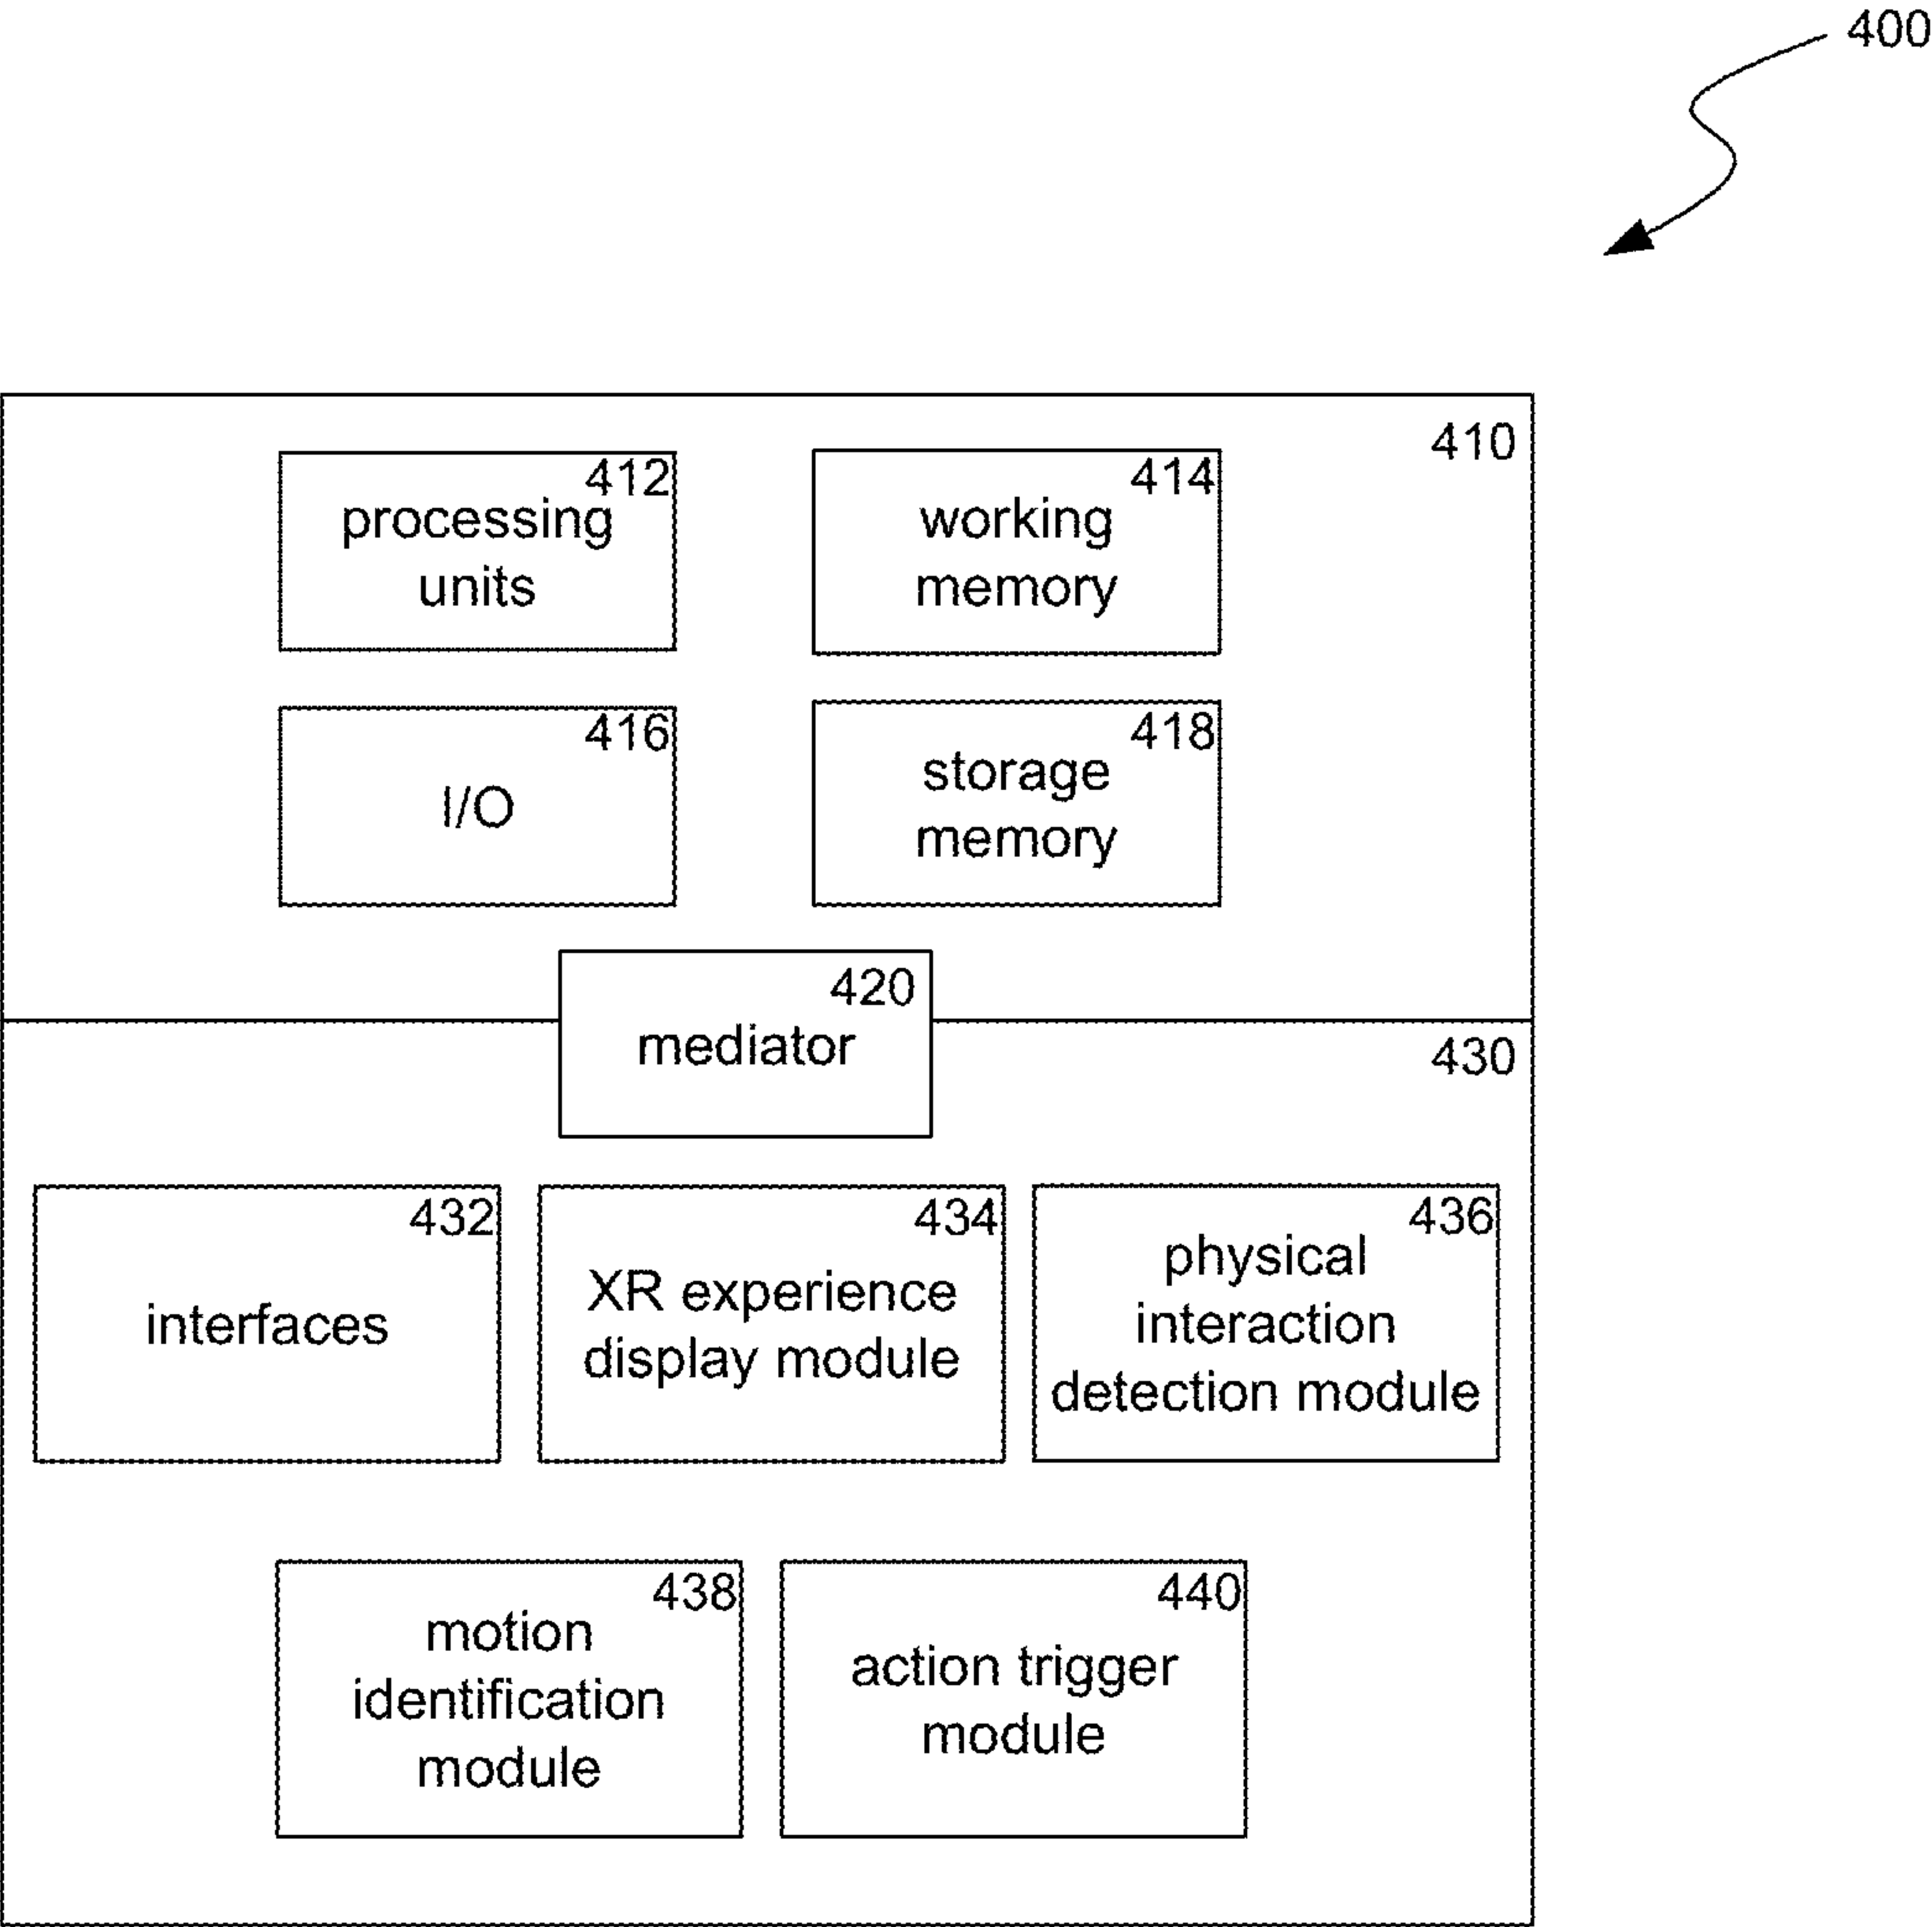 400
410
412
processing
units
414
working
memory
416
I/O
418
storage
memory
420
mediator
430
432
interfaces
434
XR experience
display module
436
physical
interaction
detection module
438
motion
identification
module
440
action trigger
module